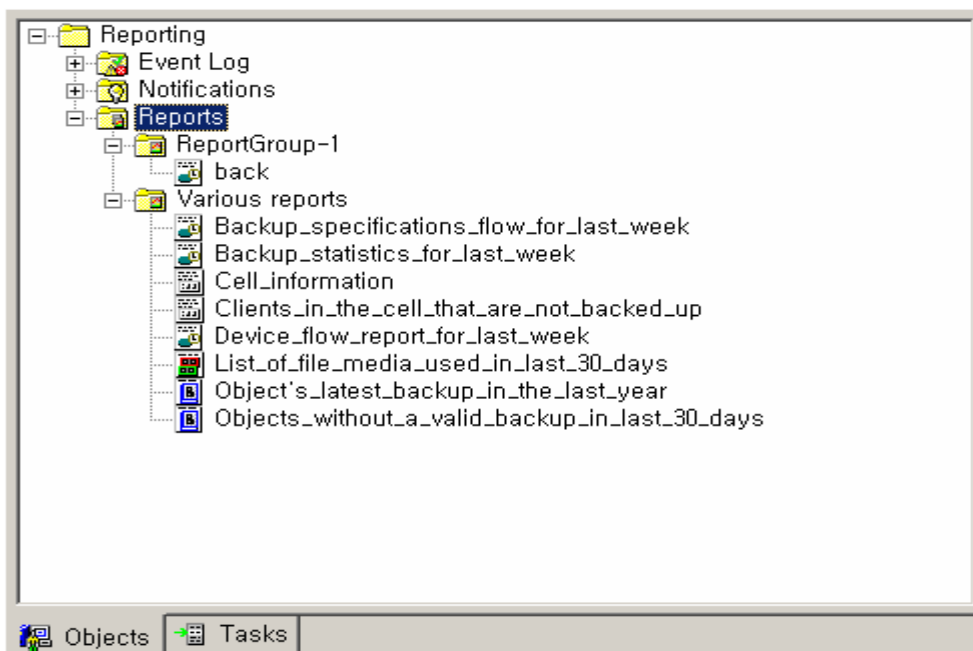 Reporting
Event Log
Notifications
Reports
ReportGroup-1
back
Various reports
Backup_specifications_flow_for_last_week
Backup_statistics_for_last_week
Cell_information
Clients_in_the_cell_that_are_not_backed_up
Device_flow_report_for_last_week
List_of_file_media_used_in_last_30_days
Object's_latest_backup_in_the_last_year
Objects_without_a_valid_backup_in_last_30_days
Objects Tasks